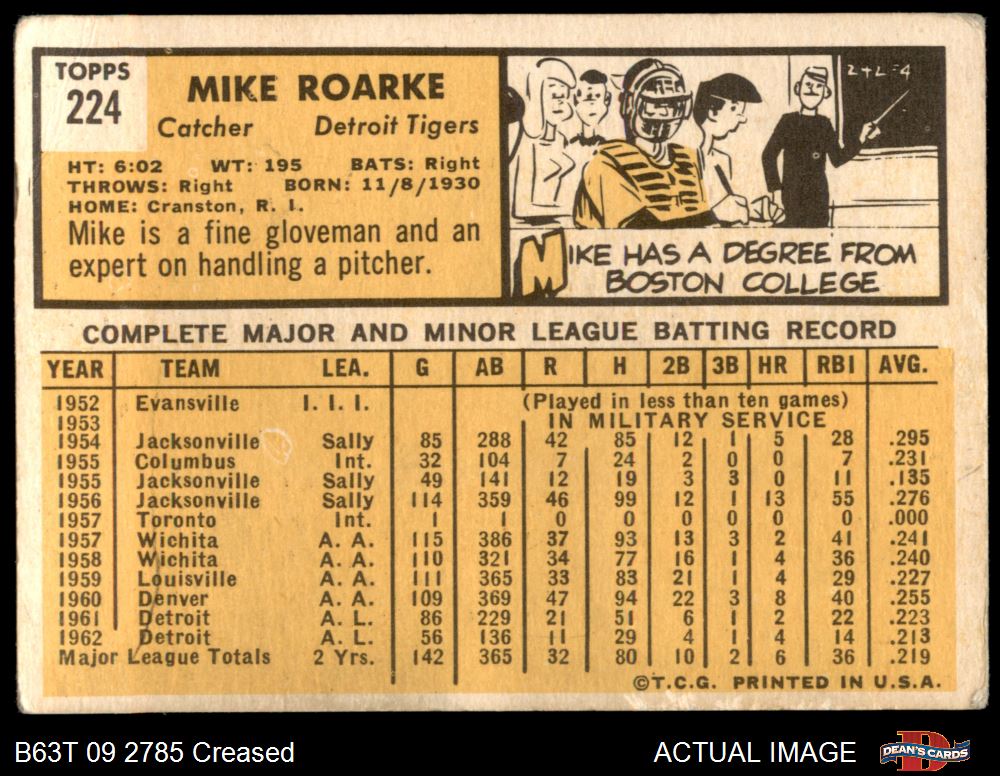 TOPPS
224
MIKE ROARKE
Catcher Detroit Tigers
HT: 6:02 WT: 195 BATS: Right
THROWS: Right BORN: 11/8/1930
HOME: Cranston, R. I.
Mike is a fine gloveman and an
expert on handling a pitcher.
2+2=4
MIKE HAS A DEGREE FROM
BOSTON COLLEGE
COMPLETE MAJOR AND MINOR LEAGUE BATTING RECORD
YEAR TEAM LEA. G AB R H 2B 3B HR RBI AVG.
1952 Evansville I. I. I. (Played in less than ten games)
1953 IN MILITARY SERVICE
1954 Jacksonville Sally 85 288 42 85 12 1 5 28 .295
1955 Columbus Int. 32 104 7 24 2 0 0 7 .231
1955 Jacksonville Sally 49 141 12 19 3 3 0 11 .135
1956 Jacksonville Sally 114 359 46 99 12 1 13 55 .276
1957 Toronto Int. 1 1 0 0 0 0 0 0 .000
1957 Wichita A. A. 115 386 37 93 13 3 2 41 .241
1958 Wichita A. A. 110 321 34 77 16 1 4 36 .240
1959 Louisville A. A. 111 365 33 83 21 1 4 29 .227
1960 Denver A. A. 109 369 47 94 22 3 8 40 .255
1961 Detroit A. L. 86 229 21 51 6 1 2 22 .223
1962 Detroit A. L. 56 136 11 29 4 1 4 14 .213
Major League Totals 2 Yrs. 142 365 32 80 10 2 6 36 .219
©T.C.G. PRINTED IN U.S.A.
B63T 09 2785 Creased ACTUAL IMAGE DEAN'S CARDS